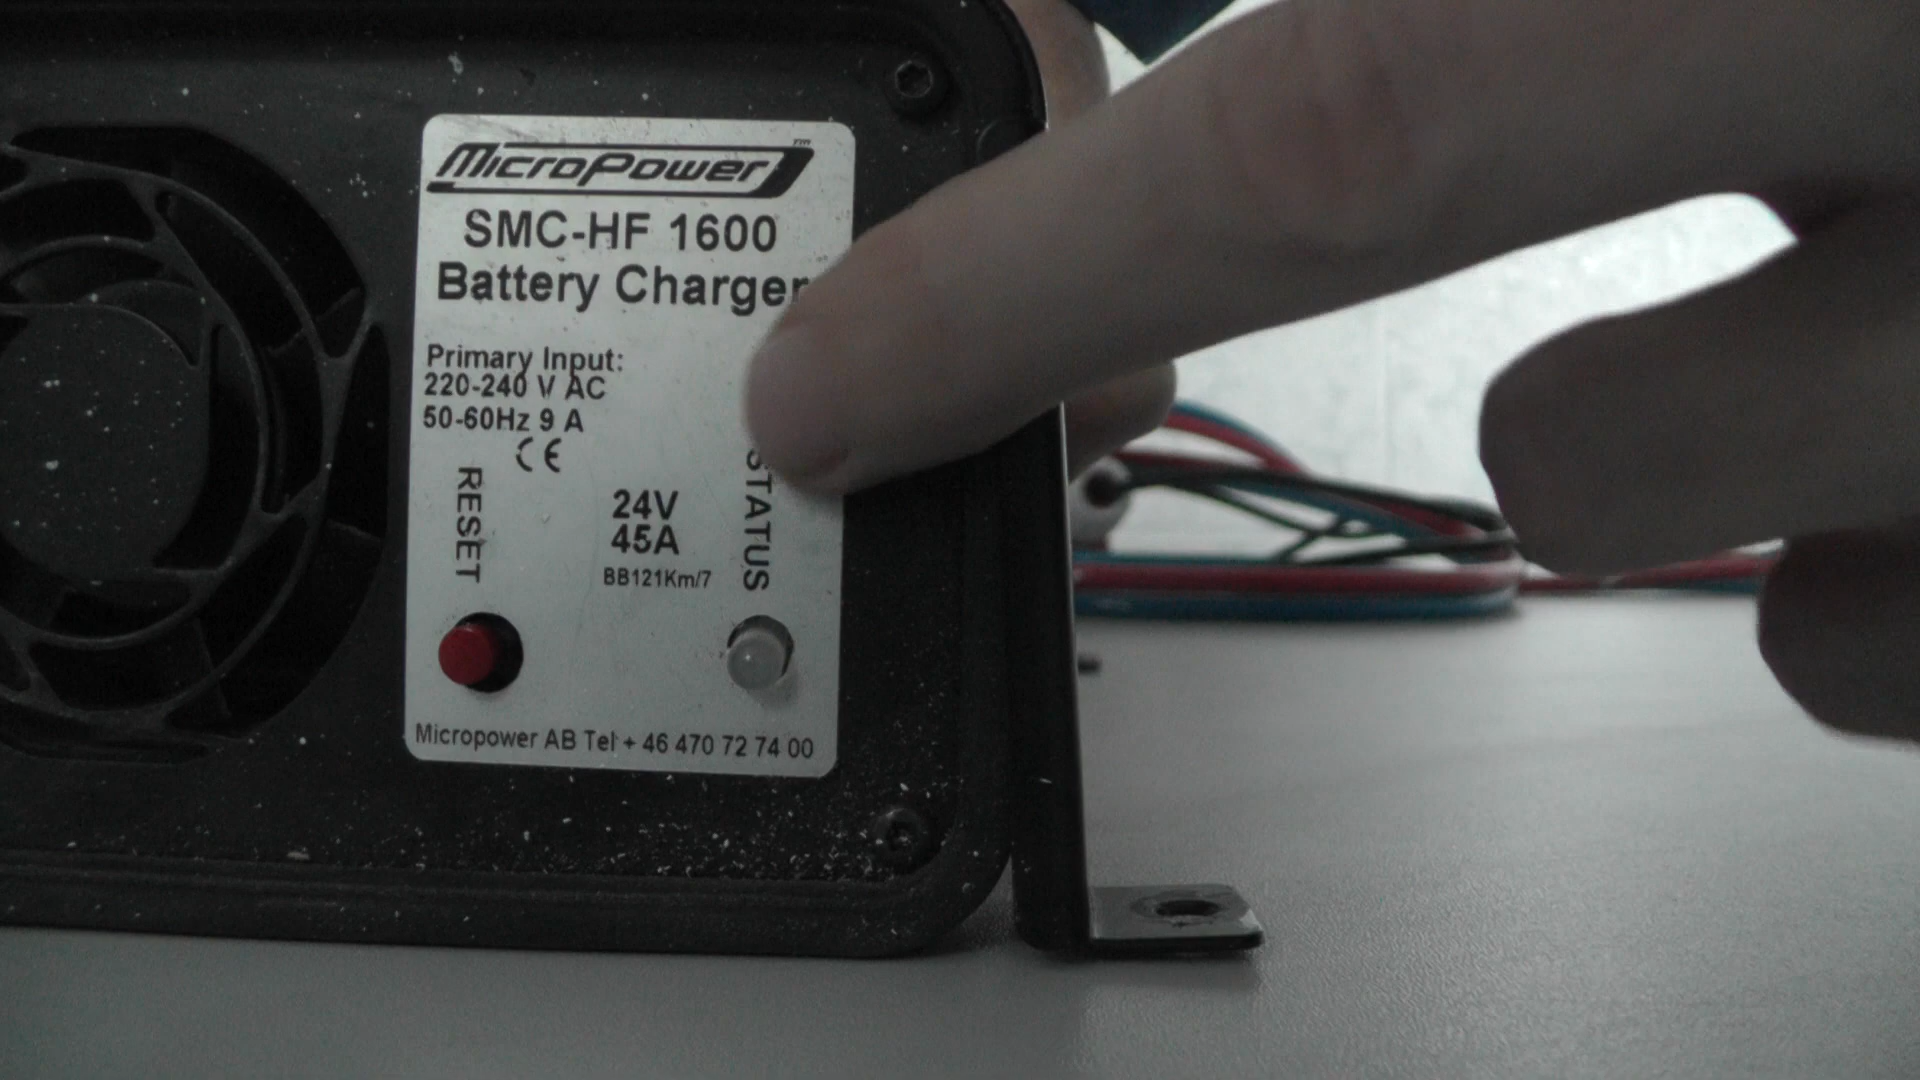 MicroPower™
SMC-HF 1600
Battery Charger
Primary Input:
220-240 V AC
50-60Hz 9 A
CE
RESET
24V
45A
BB121Km/7
STATUS
Micropower AB Tel + 46 470 72 74 00